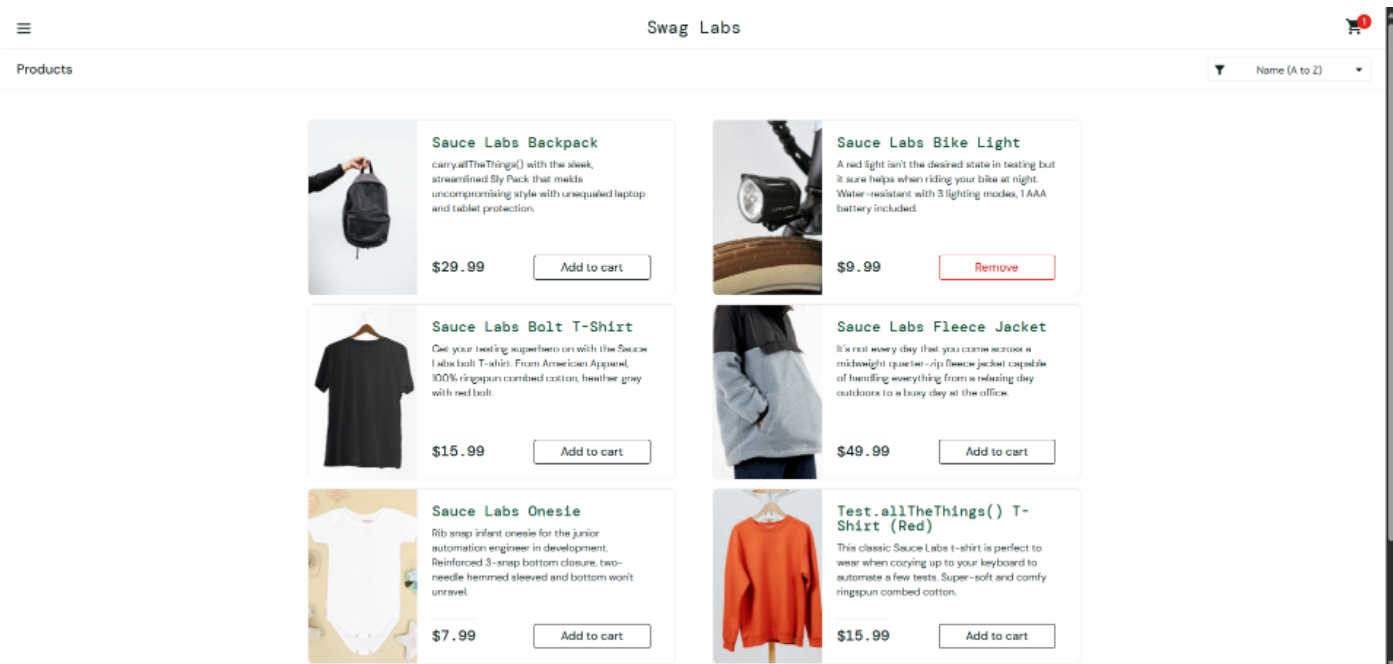 Swag Labs
1
Products
Name (A to Z)
Sauce Labs Backpack
carry.allTheThings() with the sleek,
streamlined Sly Pack that melds
uncompromising style with unequaled laptop
and tablet protection.
$29.99
Add to cart
Sauce Labs Bike Light
A red light isn't the desired state in testing but
it sure helps when riding your bike at night.
Water-resistant with 3 lighting modes, 1 AAA
battery included.
$9.99
Remove
Sauce Labs Bolt T-Shirt
Get your testing superhero on with the Sauce
Labs bolt T-shirt. From American Apparel,
100% ringspun combed cotton, heather gray
with red bolt.
$15.99
Add to cart
Sauce Labs Fleece Jacket
It's not every day that you come across a
midweight quarter-zip fleece jacket capable
of handling everything from a relaxing day
outdoors to a busy day at the office.
$49.99
Add to cart
Sauce Labs Onesie
Rib snap infant onesie for the junior
automation engineer in development.
Reinforced 3-snap bottom closure, two-
needle hemmed sleeved and bottom won't
unravel.
$7.99
Add to cart
Test.allTheThings() T-
Shirt (Red)
This classic Sauce Labs t-shirt is perfect to
wear when cozying up to your keyboard to
automate a few tests. Super-soft and comfy
ringspun combed cotton.
$15.99
Add to cart